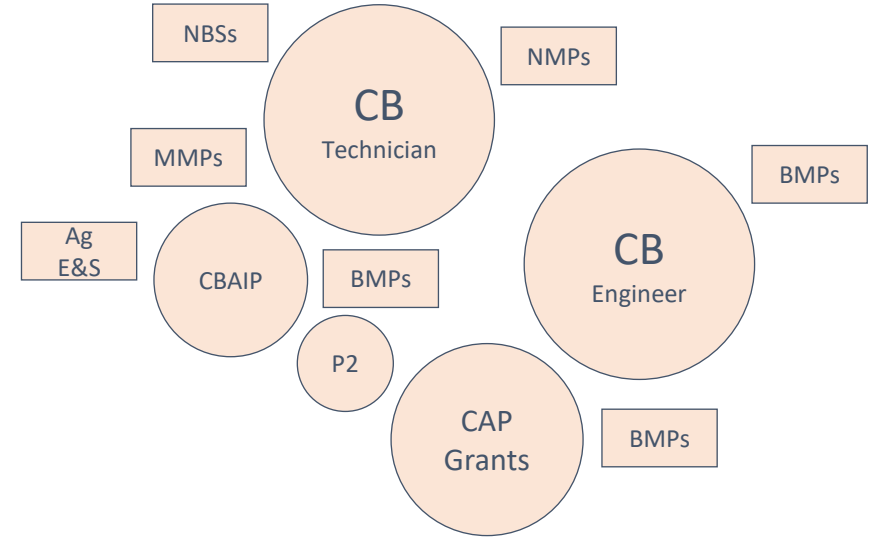 NBSs
CB
Technician
NMPs
MMPs
BMPs
Ag
E&S
CBAIP
BMPs
CB
Engineer
P2
CAP
Grants
BMPs